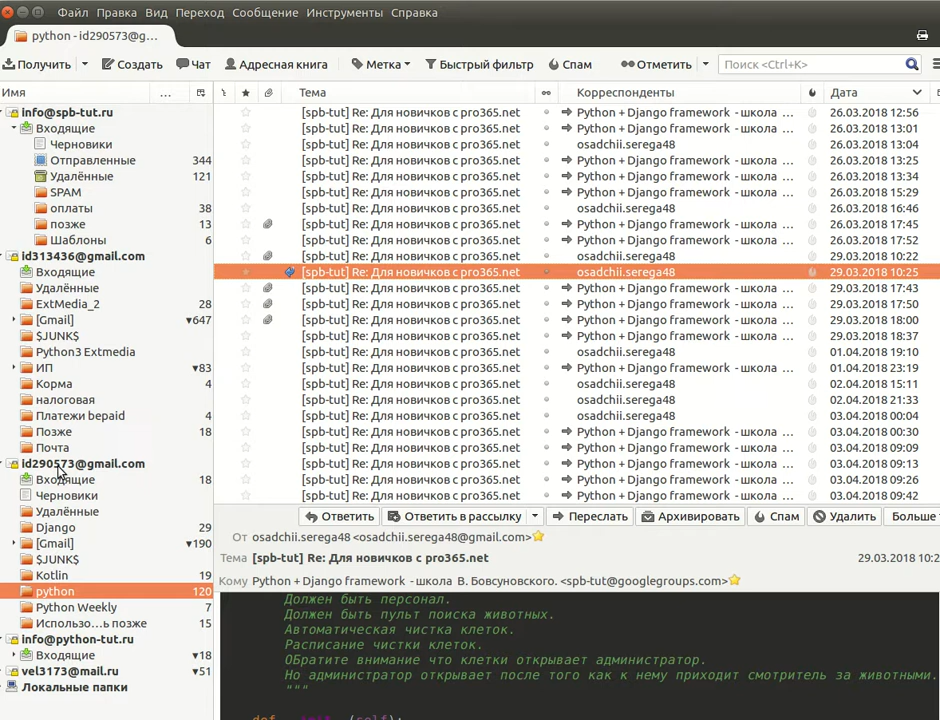 Файл Правка Вид Переход Сообщение Инструменты Справка
python - id290573@g...
Получить Создать Чат Адресная книга Метка Быстрый фильтр Спам Отметить Поиск <Ctrl+K>
Имя ... Тема Корреспонденты Дата
info@spb-tut.ru
Входящие
Черновики
Отправленные 344
Удалённые 121
SPAM
оплаты 38
позже 13
Шаблоны 6
id313436@gmail.com
Входящие
Удалённые
ExtMedia_2 28
[Gmail] ▾647
$JUNK$
Python3 Extmedia
ИП ▾83
Корма 4
налоговая
Платежи bepaid 4
Позже 18
Почта
id290573@gmail.com
Входящие 18
Черновики
Удалённые
Django 29
[Gmail] ▾190
$JUNK$
Kotlin 19
python 120
Python Weekly 7
Использо...ь позже 15
info@python-tut.ru
Входящие ▾18
vel3173@mail.ru ▾51
Локальные папки
[spb-tut] Re: Для новичков с pro365.net Python + Django framework - школа ... 26.03.2018 12:56
[spb-tut] Re: Для новичков с pro365.net Python + Django framework - школа ... 26.03.2018 13:01
[spb-tut] Re: Для новичков с pro365.net osadchii.serega48 26.03.2018 13:04
[spb-tut] Re: Для новичков с pro365.net Python + Django framework - школа ... 26.03.2018 13:25
[spb-tut] Re: Для новичков с pro365.net Python + Django framework - школа ... 26.03.2018 13:34
[spb-tut] Re: Для новичков с pro365.net Python + Django framework - школа ... 26.03.2018 15:29
[spb-tut] Re: Для новичков с pro365.net osadchii.serega48 26.03.2018 16:46
[spb-tut] Re: Для новичков с pro365.net Python + Django framework - школа ... 26.03.2018 17:45
[spb-tut] Re: Для новичков с pro365.net Python + Django framework - школа ... 26.03.2018 17:52
[spb-tut] Re: Для новичков с pro365.net osadchii.serega48 29.03.2018 10:22
[spb-tut] Re: Для новичков с pro365.net osadchii.serega48 29.03.2018 10:25
[spb-tut] Re: Для новичков с pro365.net Python + Django framework - школа ... 29.03.2018 17:43
[spb-tut] Re: Для новичков с pro365.net Python + Django framework - школа ... 29.03.2018 17:50
[spb-tut] Re: Для новичков с pro365.net Python + Django framework - школа ... 29.03.2018 18:00
[spb-tut] Re: Для новичков с pro365.net Python + Django framework - школа ... 29.03.2018 18:37
[spb-tut] Re: Для новичков с pro365.net osadchii.serega48 01.04.2018 19:10
[spb-tut] Re: Для новичков с pro365.net Python + Django framework - школа ... 01.04.2018 23:19
[spb-tut] Re: Для новичков с pro365.net osadchii.serega48 02.04.2018 15:11
[spb-tut] Re: Для новичков с pro365.net osadchii.serega48 02.04.2018 21:33
[spb-tut] Re: Для новичков с pro365.net osadchii.serega48 03.04.2018 00:04
[spb-tut] Re: Для новичков с pro365.net Python + Django framework - школа ... 03.04.2018 00:30
[spb-tut] Re: Для новичков с pro365.net Python + Django framework - школа ... 03.04.2018 09:09
[spb-tut] Re: Для новичков с pro365.net Python + Django framework - школа ... 03.04.2018 09:13
[spb-tut] Re: Для новичков с pro365.net Python + Django framework - школа ... 03.04.2018 09:26
[spb-tut] Re: Для новичков с pro365.net Python + Django framework - школа ... 03.04.2018 09:42
Ответить Ответить в рассылку Переслать Архивировать Спам Удалить Больше
От osadchii.serega48 <osadchii.serega48@gmail.com>
Тема [spb-tut] Re: Для новичков с pro365.net 29.03.2018 10:2
Кому Python + Django framework - школа В. Бовсуновского. <spb-tut@googlegroups.com>
Должен быть персонал.
Должен быть пульт поиска животных.
Автоматическая чистка клеток.
Расписание чистки клеток.
ОБратите внимание что клетки открывает администратор.
Но администратор открывает после того как к нему приходит смотритель за животными.
"""
def __init__(self):